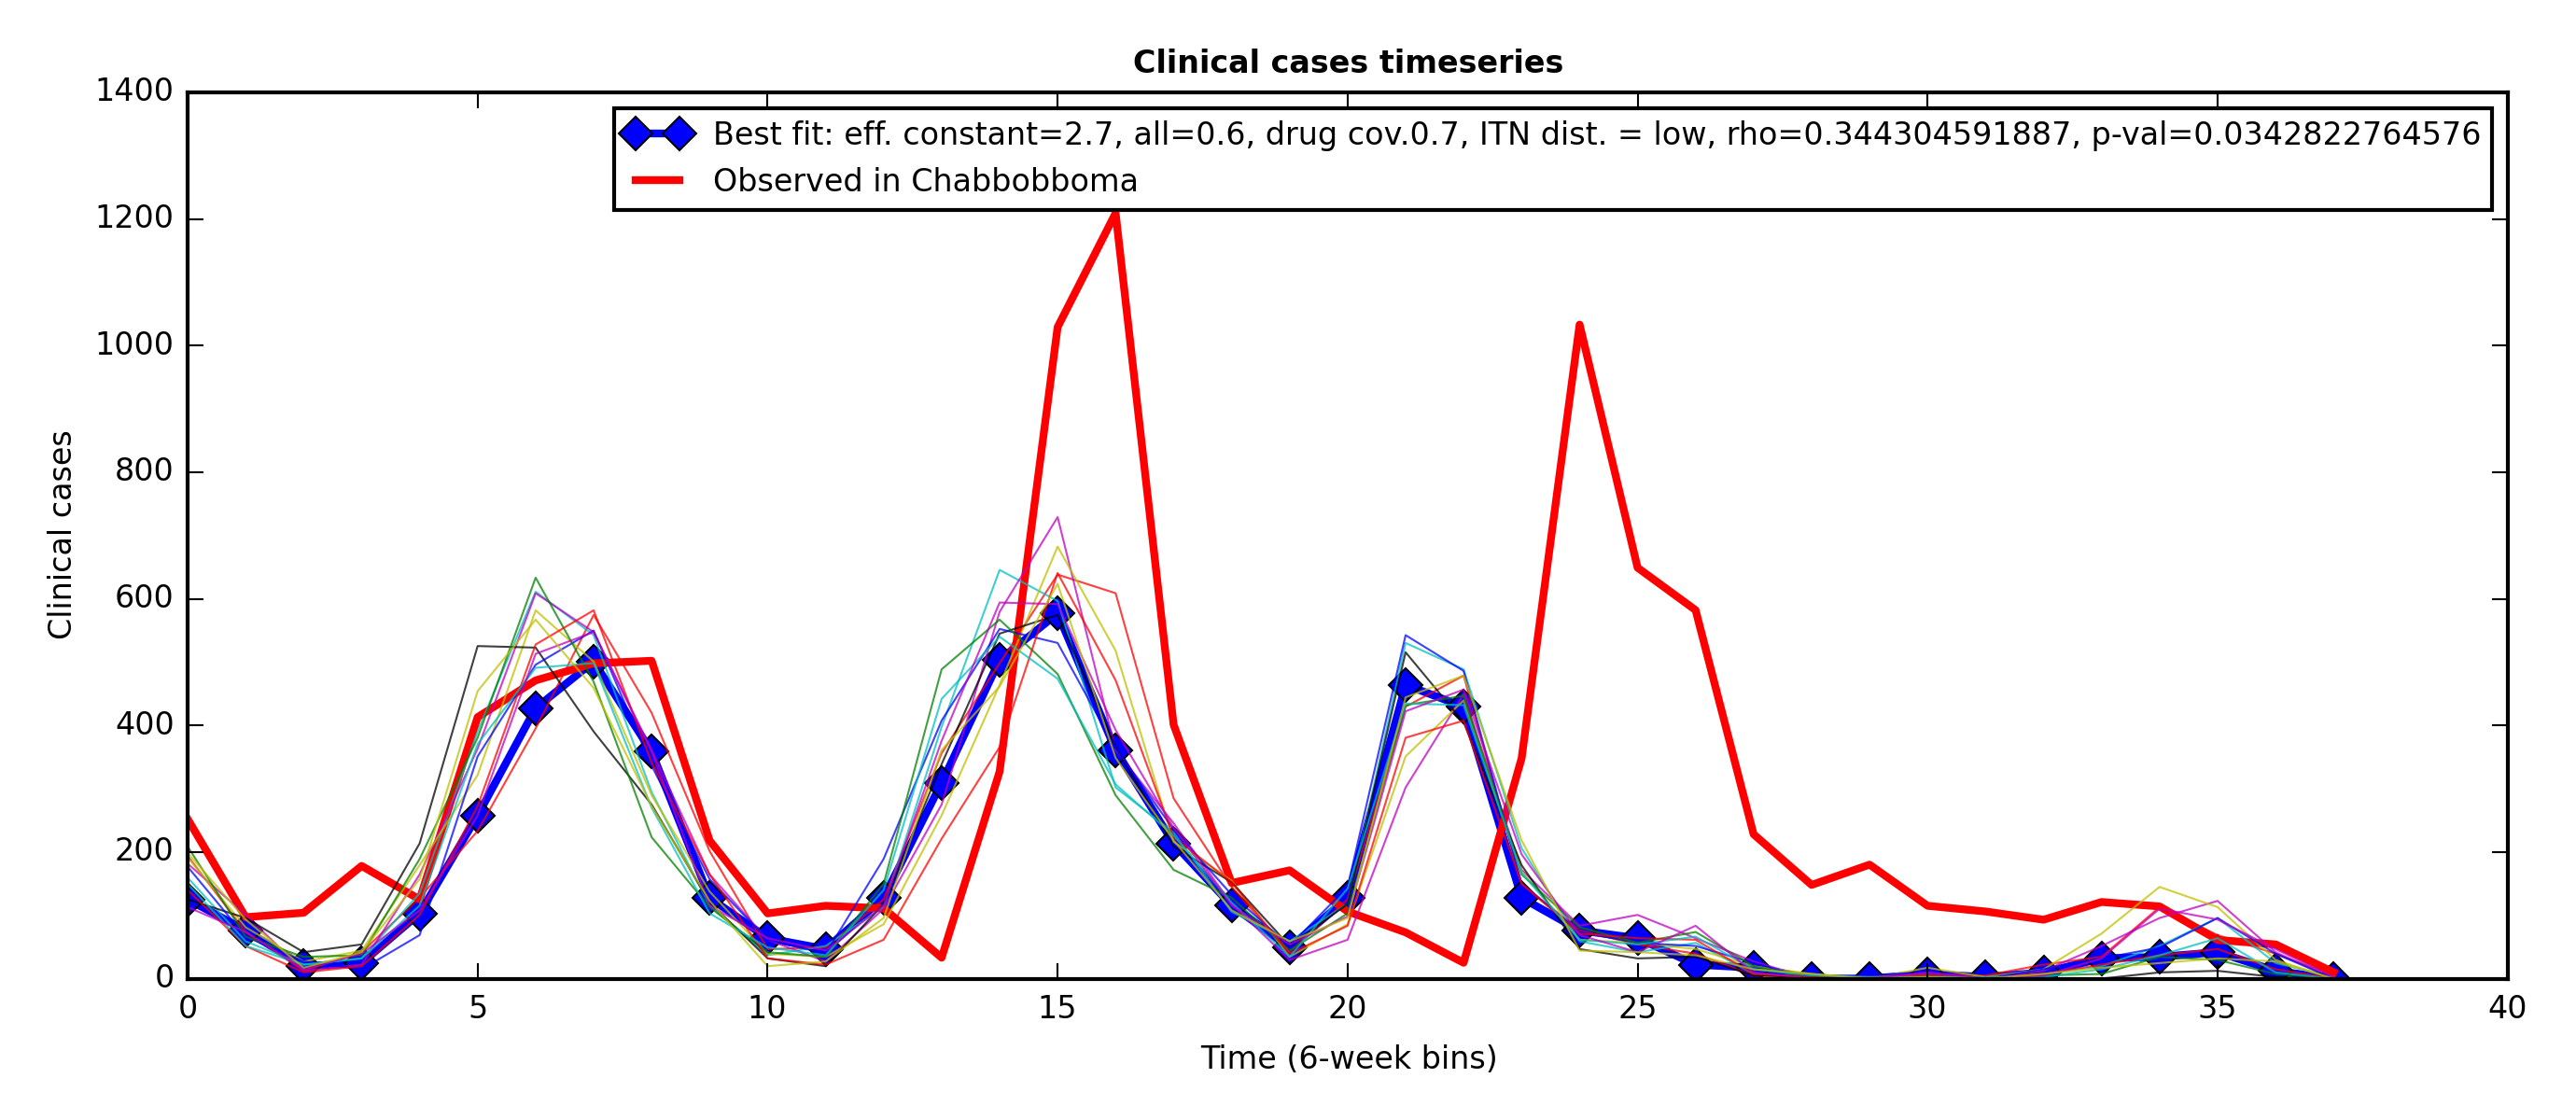 Clinical cases timeseries
Best fit: eff. constant=2.7, all=0.6, drug cov.0.7, ITN dist. = low, rho=0.344304591887, p-val=0.0342822764576
Observed in Chabbobboma
1400
1200
1000
800
600
400
200
0
Clinical cases
0 5 10 15 20 25 30 35 40
Time (6-week bins)